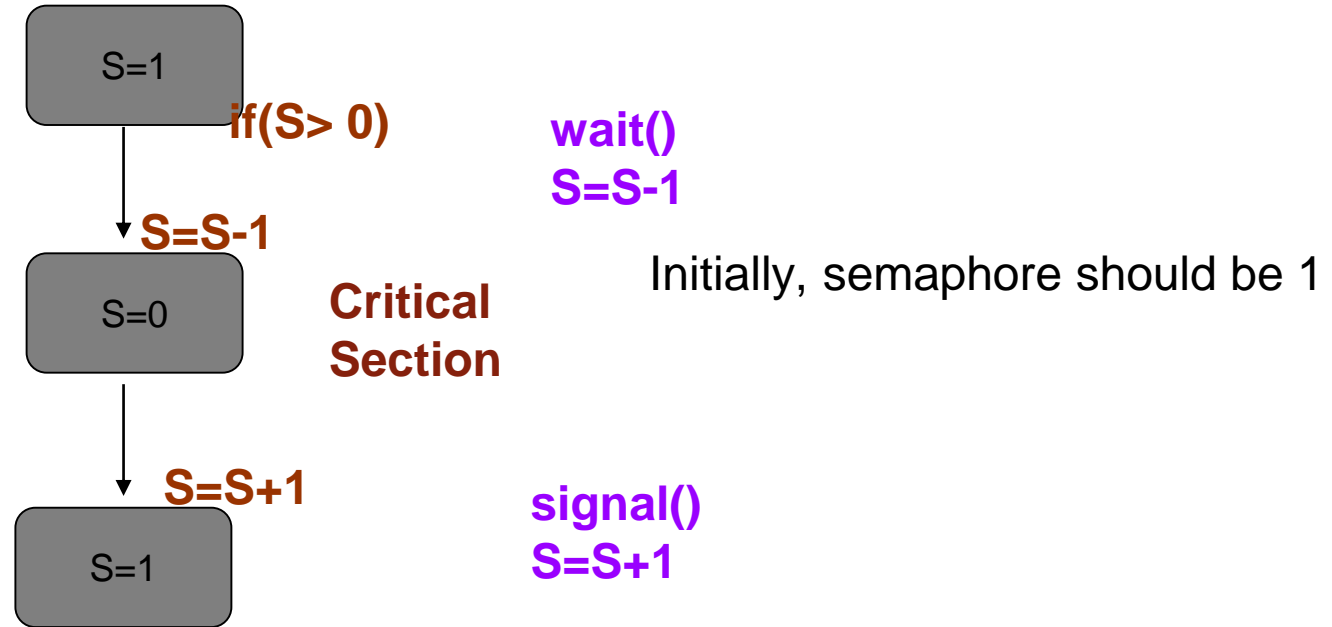 S=1
if(S> 0)
wait()
S=S-1
S=S-1
Initially, semaphore should be 1
S=0
Critical
Section
S=S+1
signal()
S=S+1
S=1